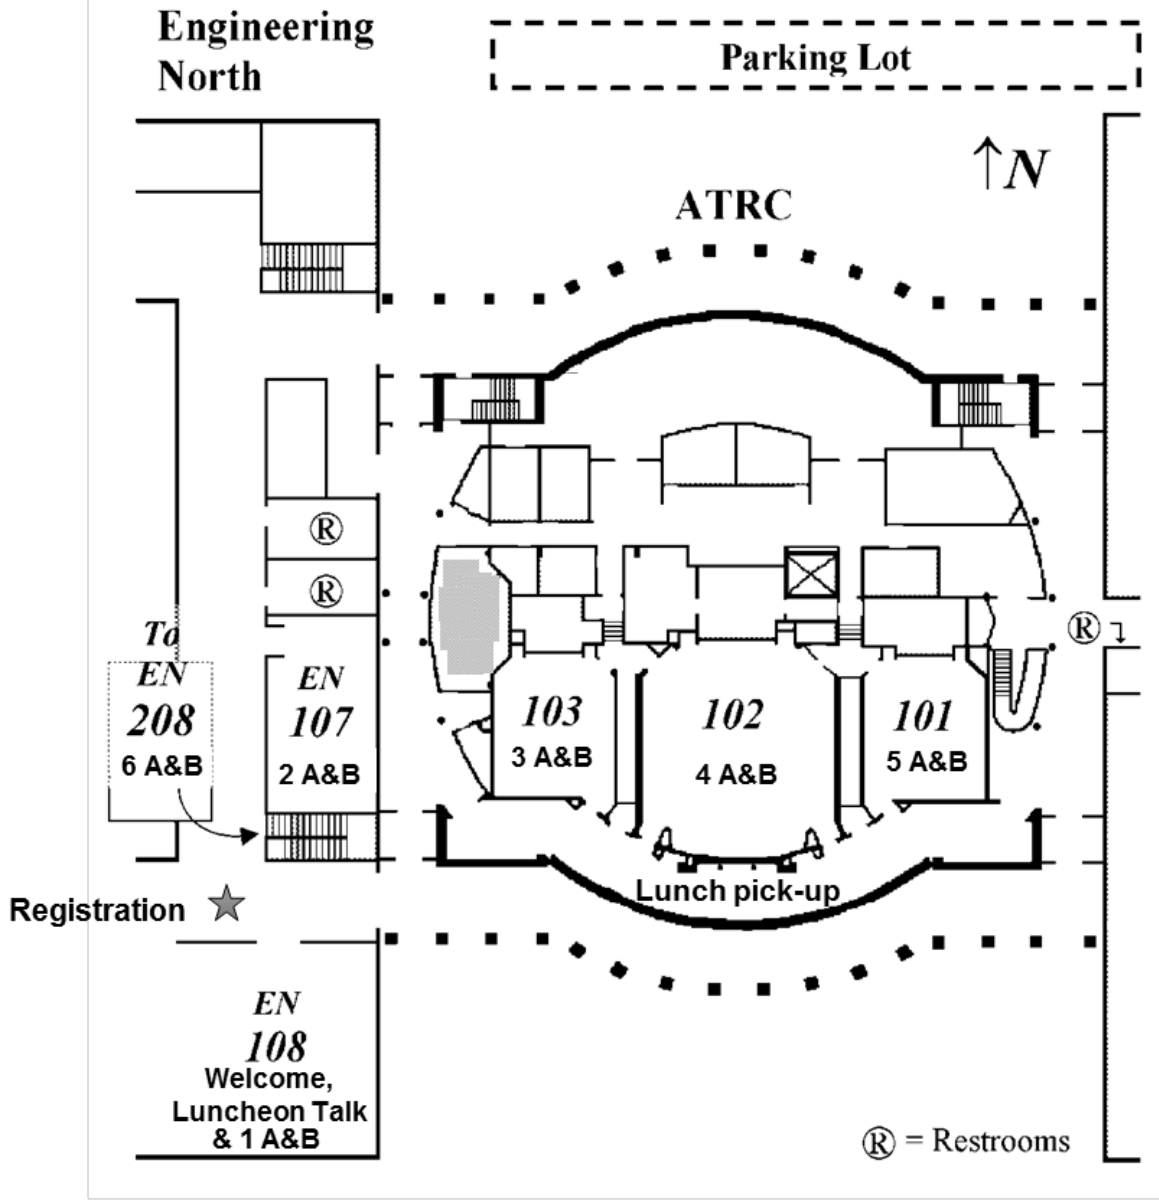 Engineering
North
Parking Lot
↑N
ATRC
Ⓡ
Ⓡ
Ⓡ
To
EN
208
6 A&B
EN
107
2 A&B
103
3 A&B
102
4 A&B
101
5 A&B
Lunch pick-up
Registration
EN
108
Welcome,
Luncheon Talk
& 1 A&B
Ⓡ = Restrooms